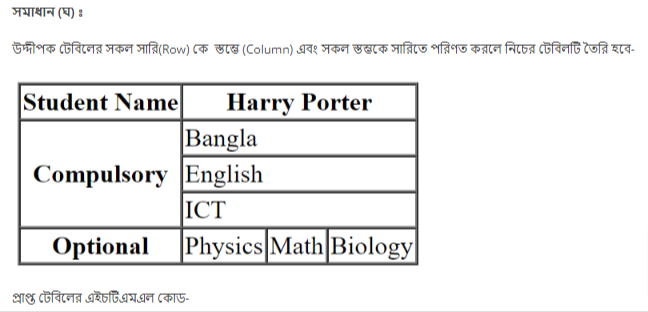 সমাধান (ঘ) ঃ
উদ্দীপক টেবিলের সকল সারি(Row) কে স্তম্ভে (Column) এবং সকল স্তম্ভকে সারিতে পরিণত করলে নিচের টেবিলটি তৈরি হবে-
Student Name Harry Porter
Bangla
Compulsory English
ICT
Optional Physics Math Biology
প্রাপ্ত টেবিলের এইচটিএমএল কোড-